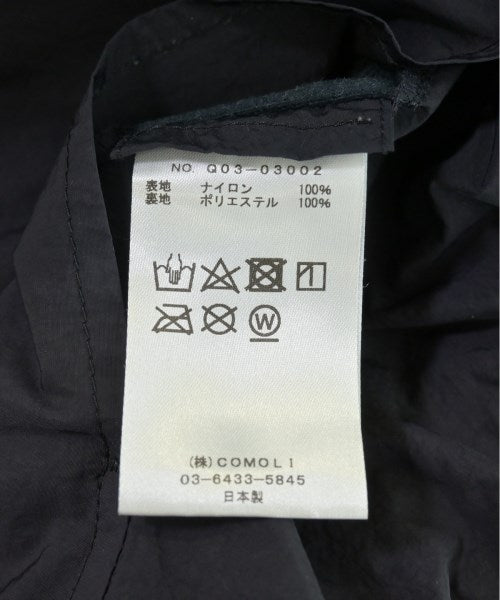 NO. Q03-03002
表地 ナイロン 100%
裏地 ポリエステル 100%
W
(株)COMOLI
03-6433-5845
日本製